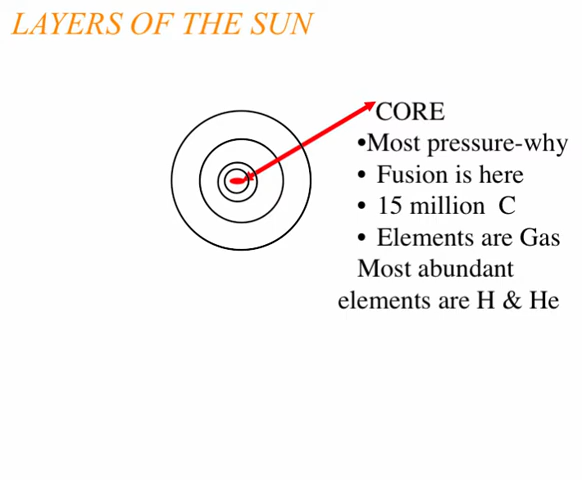 LAYERS OF THE SUN
CORE
•Most pressure-why
• Fusion is here
• 15 million  C
• Elements are Gas
Most abundant
elements are H & He